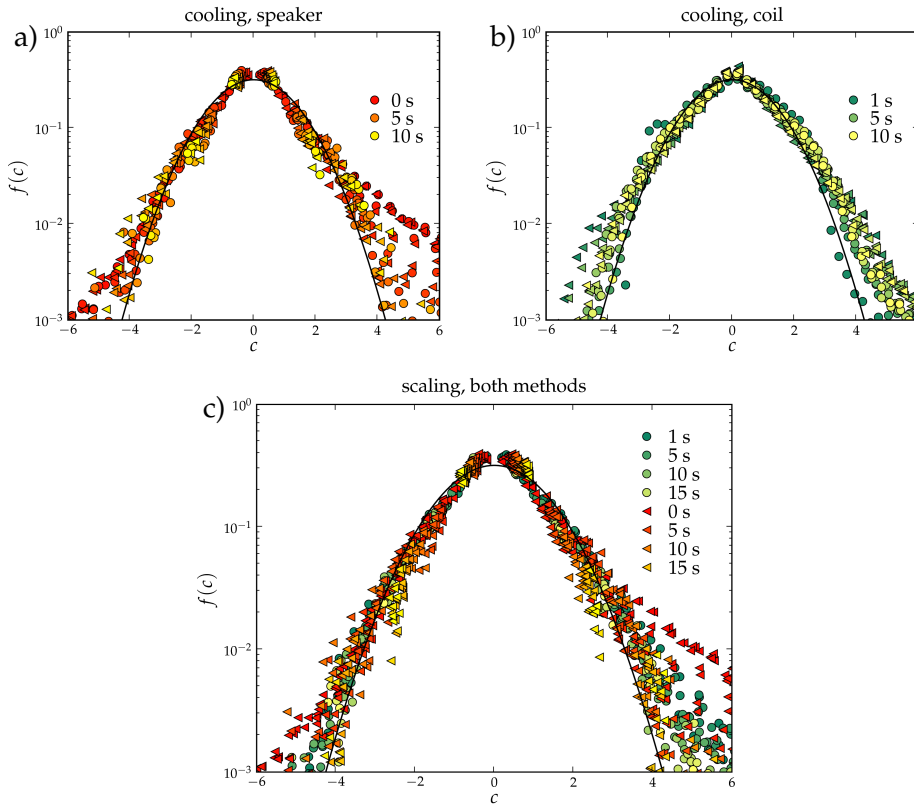 cooling, speaker
a)
10^0
10^-1
10^-2
10^-3
f(c)
0 s
5 s
10 s
−6 −4 −2 0 2 4 6
c
cooling, coil
b)
10^0
10^-1
10^-2
10^-3
f(c)
1 s
5 s
10 s
−6 −4 −2 0 2 4
c
scaling, both methods
c)
10^0
10^-1
10^-2
10^-3
f(c)
1 s
5 s
10 s
15 s
0 s
5 s
10 s
15 s
−6 −4 −2 0 2 4 6
c